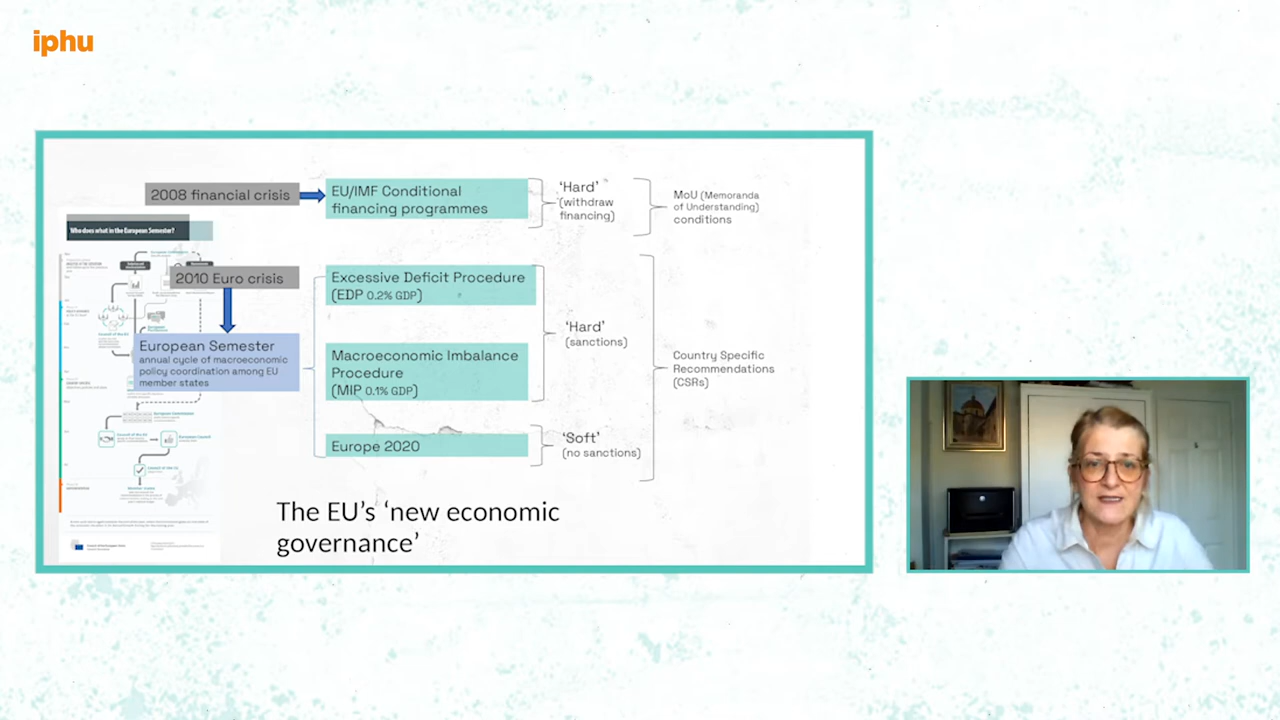 iphu
2008 financial crisis
EU/IMF Conditional
financing programmes
‘Hard’
(withdraw
financing)
MoU (Memoranda
of Understanding)
conditions
Who does what in the European Semester?
2010 Euro crisis
Excessive Deficit Procedure
(EDP 0.2% GDP)
European Semester
annual cycle of macroeconomic
policy coordination among EU
member states
Macroeconomic Imbalance
Procedure
(MIP 0.1% GDP)
‘Hard’
(sanctions)
Country Specific
Recommendations
(CSRs)
Europe 2020
‘Soft’
(no sanctions)
The EU’s ‘new economic
governance’